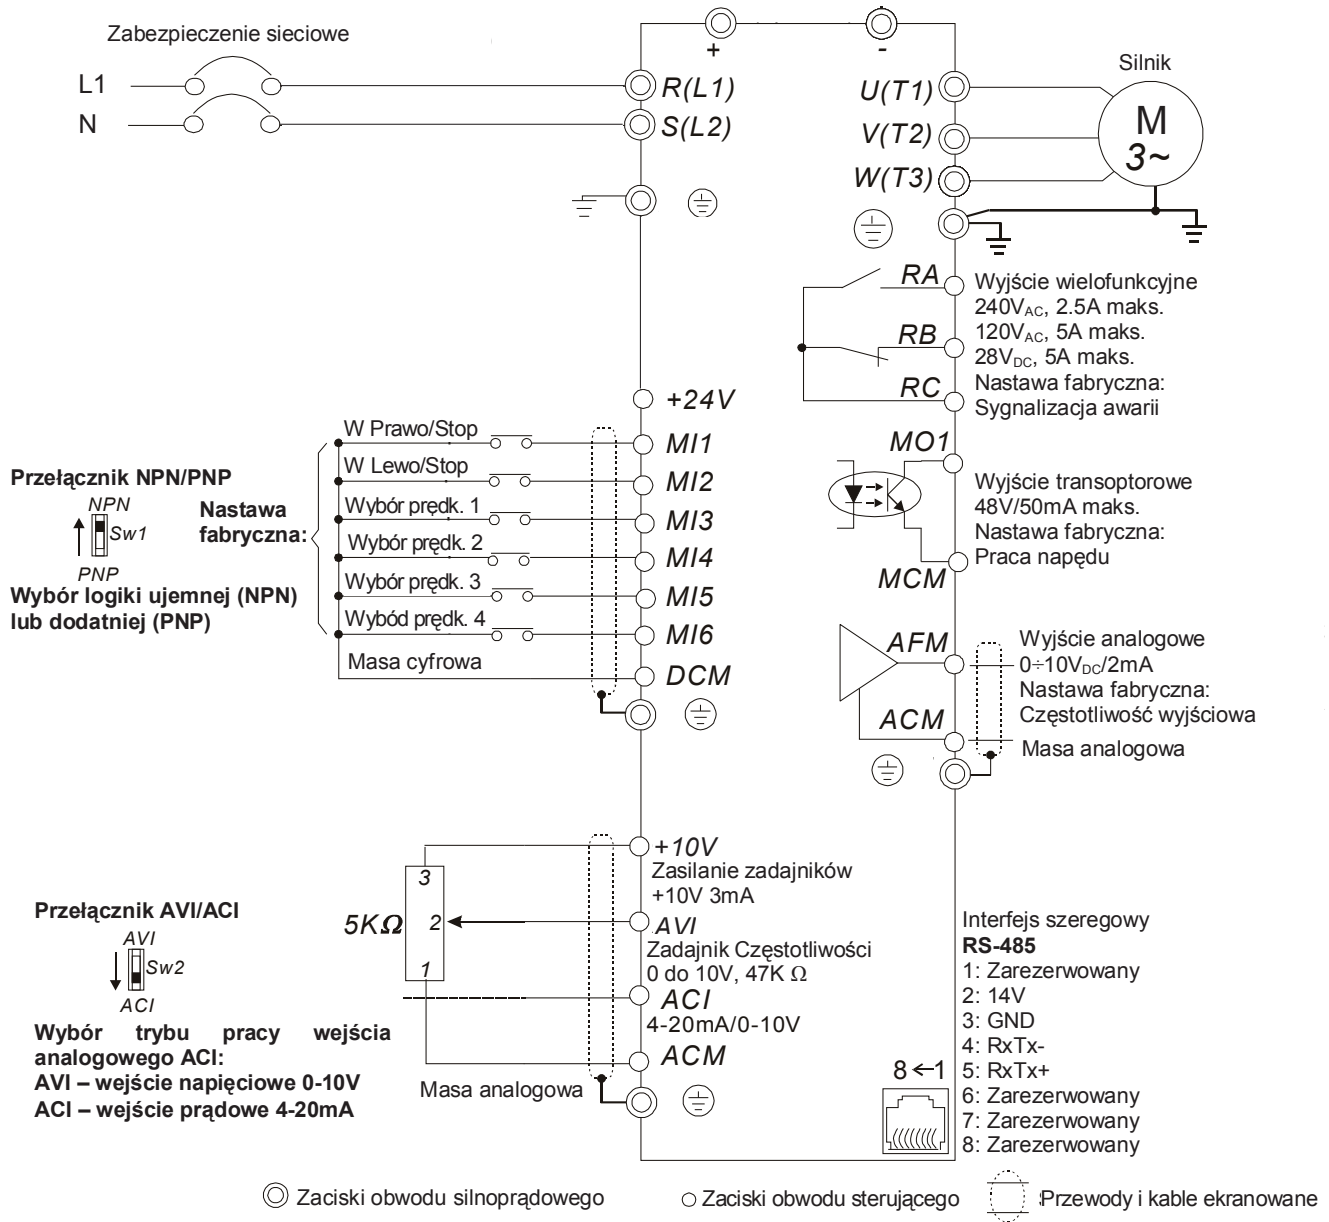 Zabezpieczenie sieciowe
L1
N
+
-
R(L1)
S(L2)
U(T1)
V(T2)
W(T3)
Silnik
M
3~
RA
RB
RC
Wyjście wielofunkcyjne
240VAC, 2.5A maks.
120VAC, 5A maks.
28VDC, 5A maks.
Nastawa fabryczna:
Sygnalizacja awarii
MO1
MCM
Wyjście transoptorowe
48V/50mA maks.
Nastawa fabryczna:
Praca napędu
AFM
ACM
Wyjście analogowe
0÷10VDC/2mA
Nastawa fabryczna:
Częstotliwość wyjściowa
Masa analogowa
+24V
W Prawo/Stop
MI1
W Lewo/Stop
MI2
Wybór prędk. 1
MI3
Wybór prędk. 2
MI4
Wybór prędk. 3
MI5
Wybód prędk. 4
MI6
Masa cyfrowa
DCM
Przełącznik NPN/PNP
NPN
Sw1
PNP
Nastawa
fabryczna:
Wybór logiki ujemnej (NPN)
lub dodatniej (PNP)
+10V
Zasilanie zadajników
+10V 3mA
3
5KΩ
2
1
AVI
Zadajnik Częstotliwości
0 do 10V, 47K Ω
ACI
4-20mA/0-10V
ACM
Masa analogowa
Przełącznik AVI/ACI
AVI
Sw2
ACI
Wybór trybu pracy wejścia
analogowego ACI:
AVI – wejście napięciowe 0-10V
ACI – wejście prądowe 4-20mA
Interfejs szeregowy
RS-485
1: Zarezerwowany
2: 14V
3: GND
4: RxTx-
5: RxTx+
6: Zarezerwowany
7: Zarezerwowany
8: Zarezerwowany
8←1
Zaciski obwodu silnoprądowego
Zaciski obwodu sterującego
Przewody i kable ekranowane